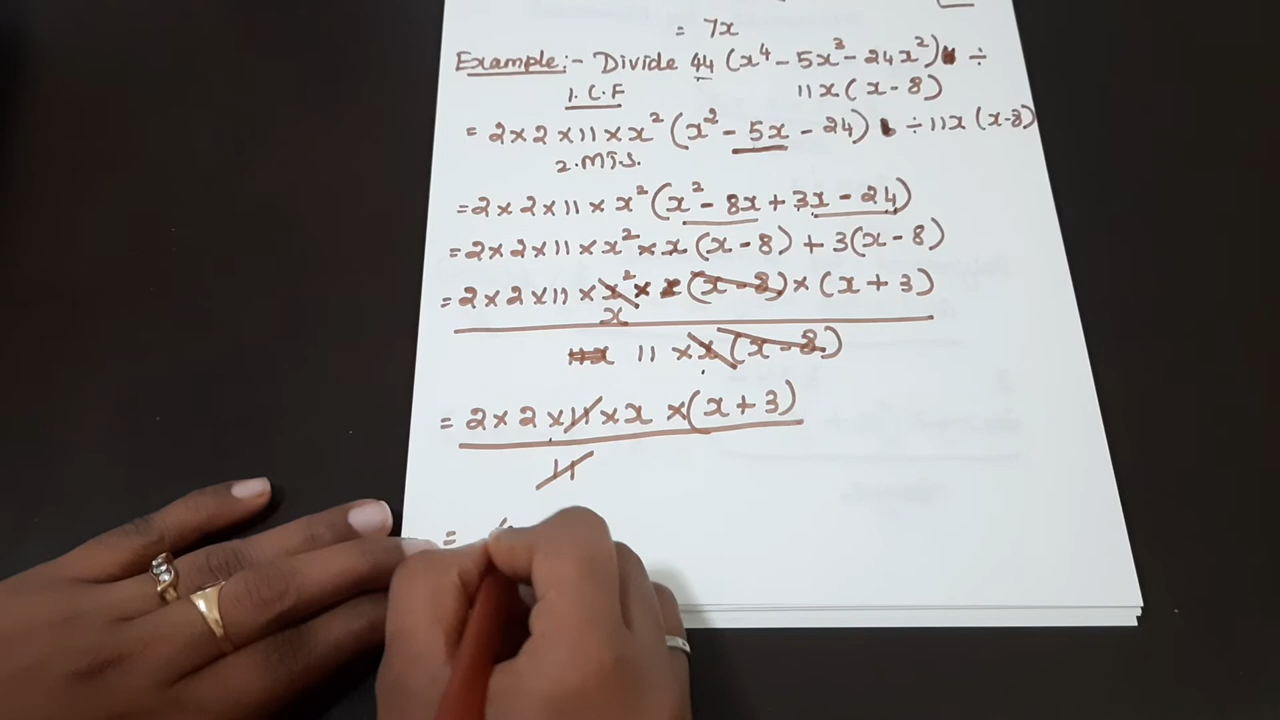 = 7x
Example:- Divide 44 (x⁴ - 5x³ - 24x²) ÷
1. C.F 11x (x - 8)
= 2 × 2 × 11 × x² (x² - 5x - 24) ÷ 11x (x-8)
2. M.T.S.
= 2 × 2 × 11 × x² (x² - 8x + 3x - 24)
= 2 × 2 × 11 × x² × x (x - 8) + 3 (x - 8)
= 2 × 2 × 11 × x² × (x - 8) × (x + 3)
x
11x 11 × x (x - 8)
= 2 × 2 × 11 × x × (x + 3)
11
=